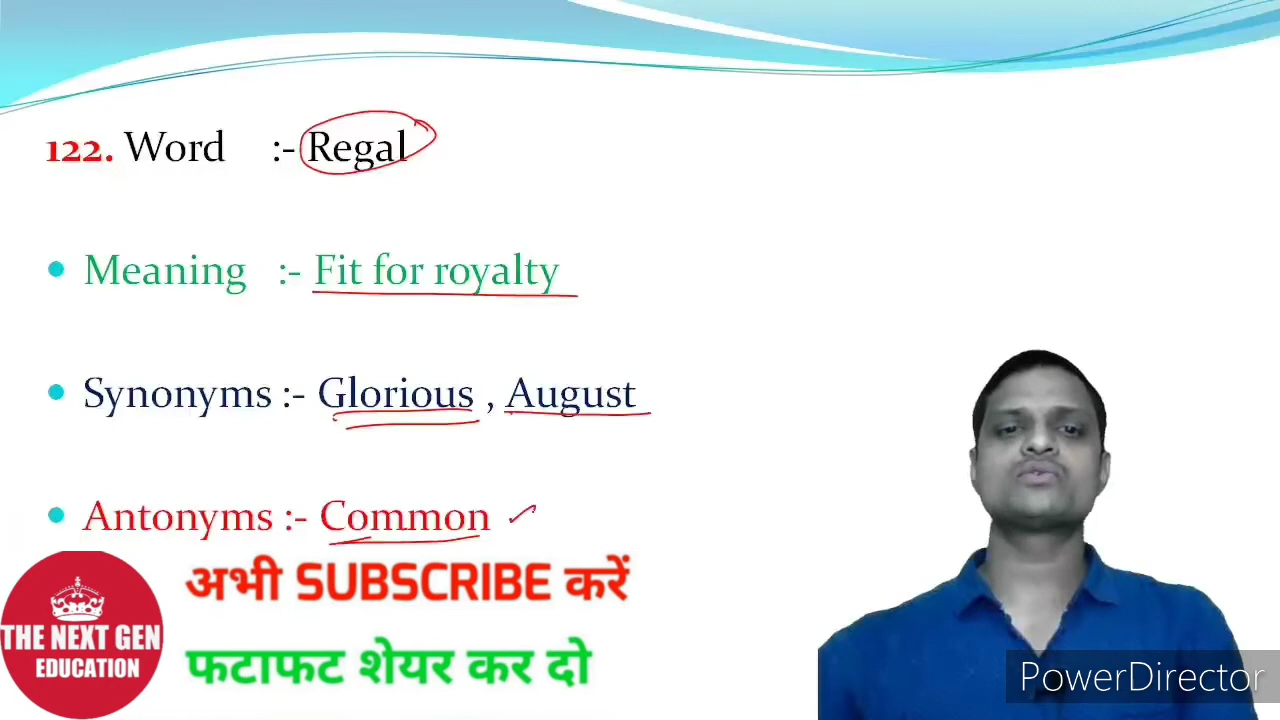 122. Word :- Regal
• Meaning :- Fit for royalty
• Synonyms :- Glorious , August
• Antonyms :- Common
अभी SUBSCRIBE करें
फटाफट शेयर कर दो
THE NEXT GEN
EDUCATION
PowerDirector